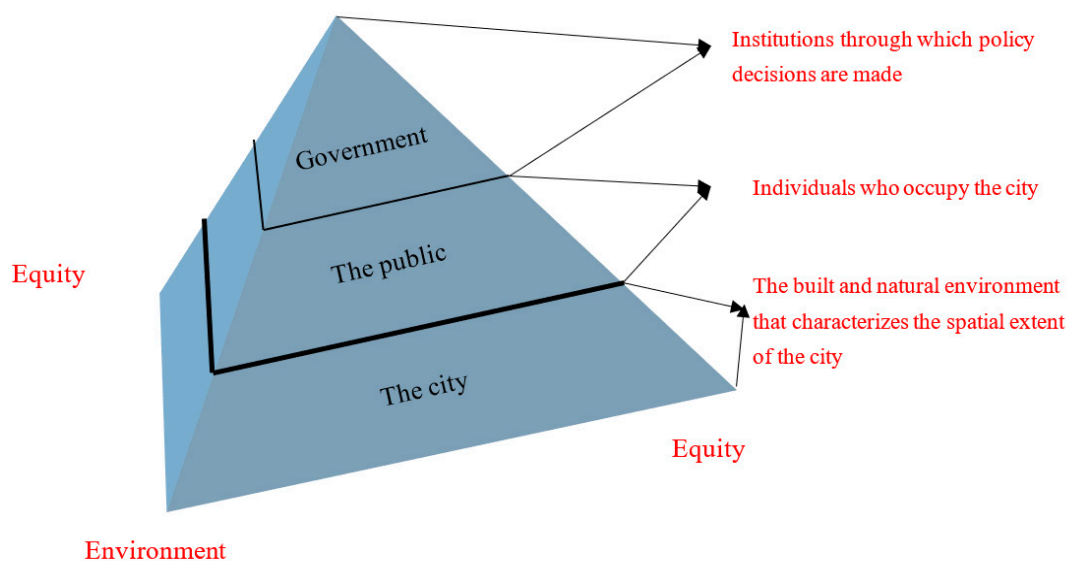 Institutions through which policy
decisions are made
Government
Individuals who occupy the city
The public
Equity
The built and natural environment
that characterizes the spatial extent
of the city
The city
Equity
Environment